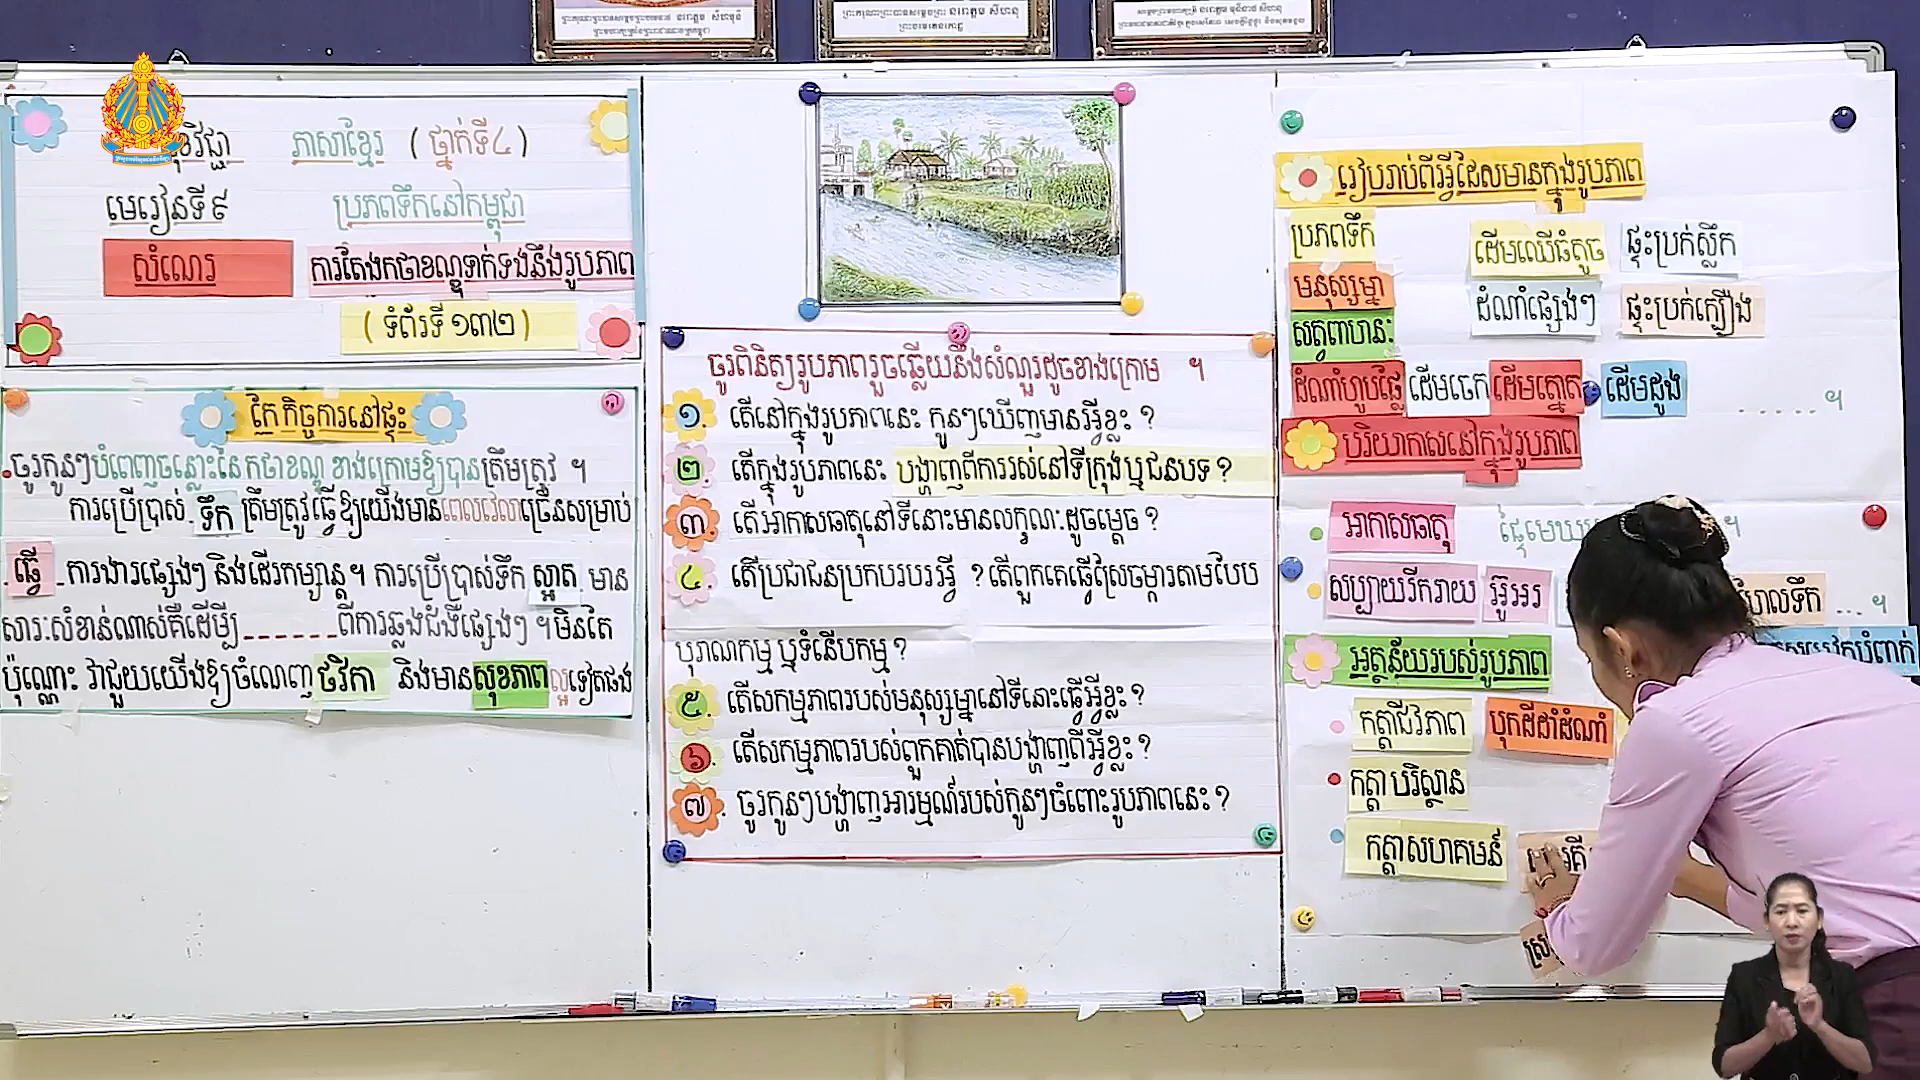 ភាសាខ្មែរ (ថ្នាក់ទី៤)
មេរៀនទី៩ ប្រភពទឹកនៅកម្ពុជា
សំណេរ ការតែងកថាខណ្ឌទាក់ទងនឹងរូបភាព
(ទំព័រទី១៣២)
កែកិច្ចការនៅផ្ទះ
ចូរកូនៗបំពេញចន្លោះនៃកថាខណ្ឌខាងក្រោមឱ្យបានត្រឹមត្រូវ ។
ការប្រើប្រាស់ ទឹក ត្រឹមត្រូវធ្វើឱ្យយើងមានពេលវេលាច្រើនសម្រាប់
ធ្វើ ការងារផ្សេងៗ និងដើរកម្សាន្ត។ ការប្រើប្រាស់ទឹក ស្អាត មាន
សារៈសំខាន់ណាស់គឺដើម្បី______ពីការឆ្លងជំងឺផ្សេងៗ ។មិនតែ
ប៉ុណ្ណោះ វាជួយយើងឱ្យចំណេញថវិកា និងមានសុខភាពល្អទៀតផង
ចូរពិនិត្យរូបភាពរួចឆ្លើយនឹងសំណួរដូចខាងក្រោម ។
១. តើនៅក្នុងរូបភាពនេះ កូនៗឃើញមានអ្វីខ្លះ ?
២. តើក្នុងរូបភាពនេះ បង្ហាញពីការរស់នៅទីក្រុងឬជនបទ ?
៣. តើអាកាសធាតុនៅទីនោះមានលក្ខណៈដូចម្តេច ?
៤. តើប្រជាជនប្រកបរបរអ្វី ? តើពួកគេធ្វើស្រែចម្ការតាមបែប
បុរាណកម្ម ឬទំនើបកម្ម ?
៥. តើសកម្មភាពរបស់មនុស្សម្នានៅទីនោះធ្វើអ្វីខ្លះ ?
៦. តើសកម្មភាពរបស់ពួកគាត់បានបង្ហាញពីអ្វីខ្លះ ?
៧. ចូរកូនៗបង្ហាញអារម្មណ៍របស់កូនៗចំពោះរូបភាពនេះ ?
រៀបរាប់ពីអ្វីដែលមានក្នុងរូបភាព
ប្រភពទឹក ដើមឈើធំតូច ផ្ទះប្រក់ស្លឹក
មនុស្សម្នា ដំណាំផ្សេងៗ ផ្ទះប្រក់ក្បឿង
សត្វពាហនៈ
ដំណាំហូបផ្លែ ដើមចេក ដើមត្នោត ដើមដូង ..... ។
បរិយាកាសនៅក្នុងរូបភាព
អាកាសធាតុ ។
សប្បាយរីករាយ អ៊ូអរ ... ។
អត្ថន័យរបស់រូបភាព
កត្តាជីវភាព បុកដីដាំដំណាំ
កត្តាបរិស្ថាន
កត្តាសហគមន៍